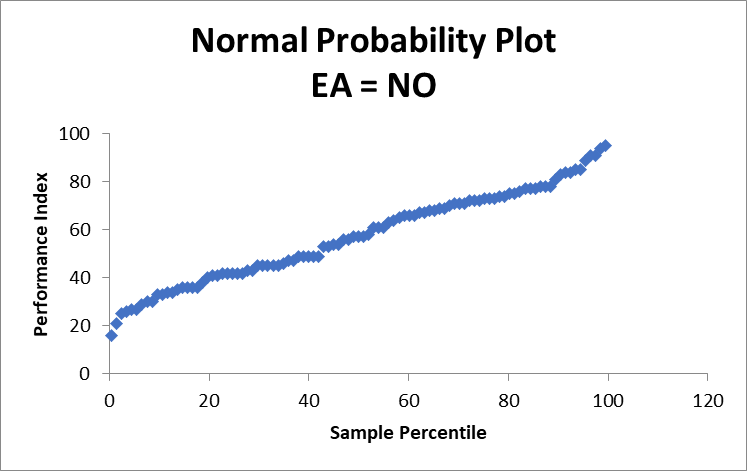 Normal Probability Plot
EA = NO
100
80
60
40
20
0
Performance Index
0 20 40 60 80 100 120
Sample Percentile